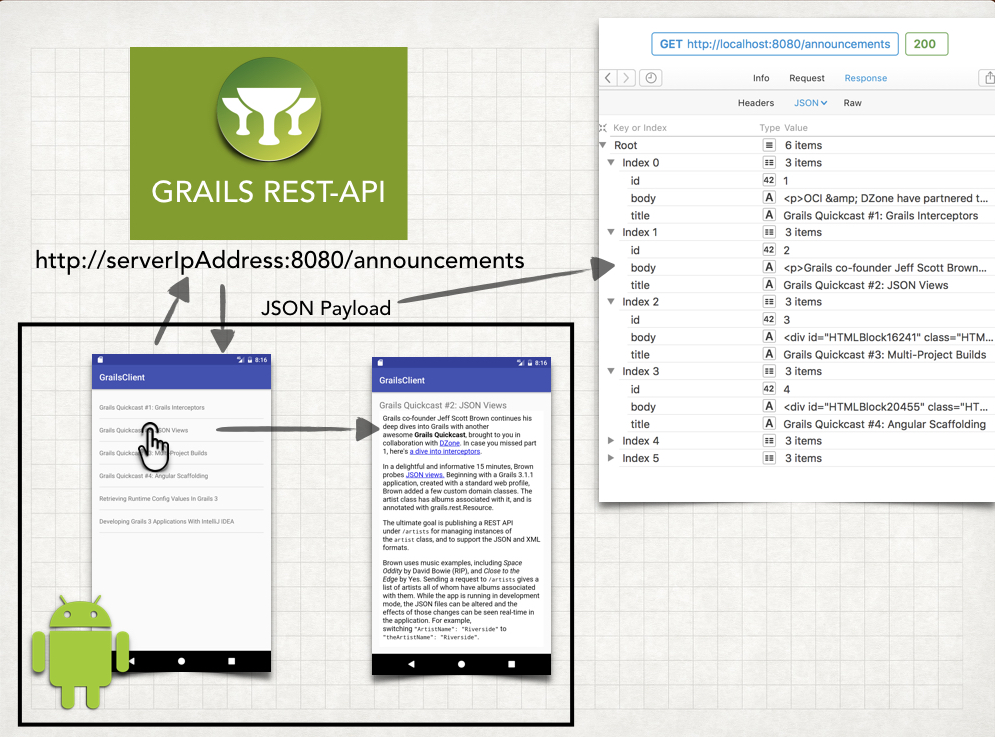 GRAILS REST-API
http://serverIpAddress:8080/announcements
JSON Payload
8:16
GrailsClient
Grails Quickcast #1: Grails Interceptors
Grails Quickcast JSON Views
Multi-Project Builds
Grails Quickcast #4: Angular Scaffolding
Retrieving Runtime Config Values In Grails 3
Developing Grails 3 Applications With IntelliJ IDEA
8:16
GrailsClient
Grails Quickcast #2: JSON Views
Grails co-founder Jeff Scott Brown continues his
deep dives into Grails with another
awesome Grails Quickcast, brought to you in
collaboration with DZone. In case you missed part
1, here's a dive into interceptors.
In a delightful and informative 15 minutes, Brown
probes JSON views. Beginning with a Grails 3.1.1
application, created with a standard web profile,
Brown added a few custom domain classes. The
artist class has albums associated with it, and is
annotated with grails.rest.Resource.
The ultimate goal is publishing a REST API
under /artists for managing instances of
the artist class, and to support the JSON and XML
formats.
Brown uses music examples, including Space
Oddity by David Bowie (RIP), and Close to the
Edge by Yes. Sending a request to /artists gives a
list of artists all of whom have albums associated
with them. While the app is running in development
mode, the JSON files can be altered and the
effects of those changes can be seen real-time in
the application. For example,
switching "ArtistName": "Riverside" to
"theArtistName": "Riverside".
GET http://localhost:8080/announcements 200
Info Request Response
Headers JSON Raw
Key or Index Type Value
Root 6 items
Index 0 3 items
id 42 1
body A <p>OCI &amp; DZone have partnered t...
title A Grails Quickcast #1: Grails Interceptors
Index 1 3 items
id 42 2
body A <p>Grails co-founder Jeff Scott Brown...
title A Grails Quickcast #2: JSON Views
Index 2 3 items
id 42 3
body A <div id="HTMLBlock16241" class="HTM...
title A Grails Quickcast #3: Multi-Project Builds
Index 3 3 items
id 42 4
body A <div id="HTMLBlock20455" class="HT...
title A Grails Quickcast #4: Angular Scaffolding
Index 4 3 items
Index 5 3 items